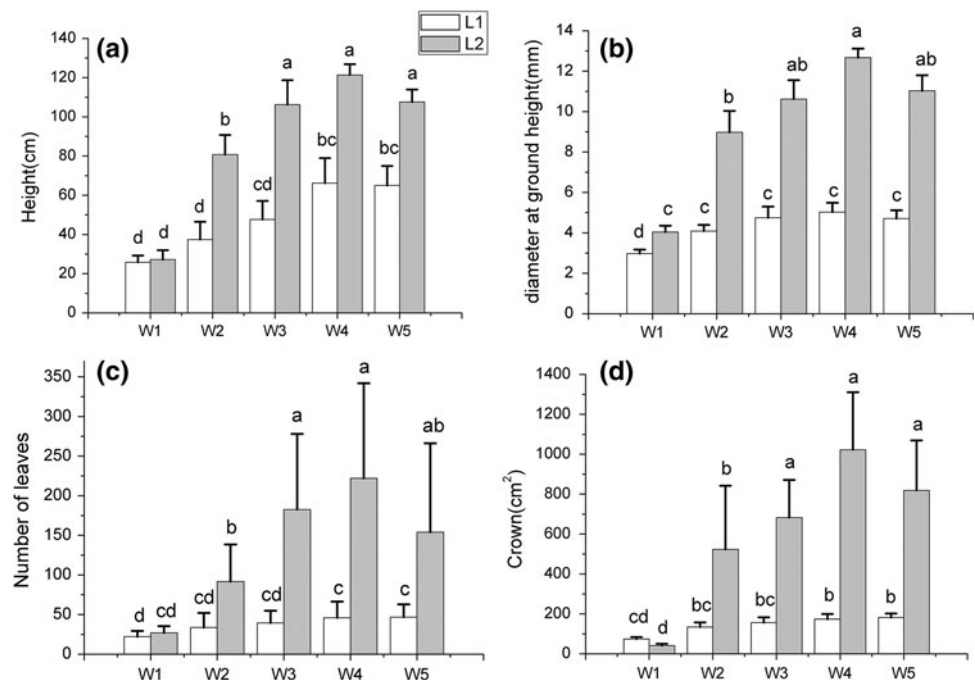 (a)
L1
L2
Height(cm)
140
120
100
80
60
40
20
0
d d d b cd a bc a bc a
W1 W2 W3 W4 W5
(b)
diameter at ground height(mm)
14
12
10
8
6
4
2
0
d c c b c ab c a c ab
W1 W2 W3 W4 W5
(c)
Number of leaves
350
300
250
200
150
100
50
0
d cd cd b cd a c a c ab
W1 W2 W3 W4 W5
(d)
Crown(cm²)
1400
1200
1000
800
600
400
200
0
cd d bc b bc a b a b a
W1 W2 W3 W4 W5